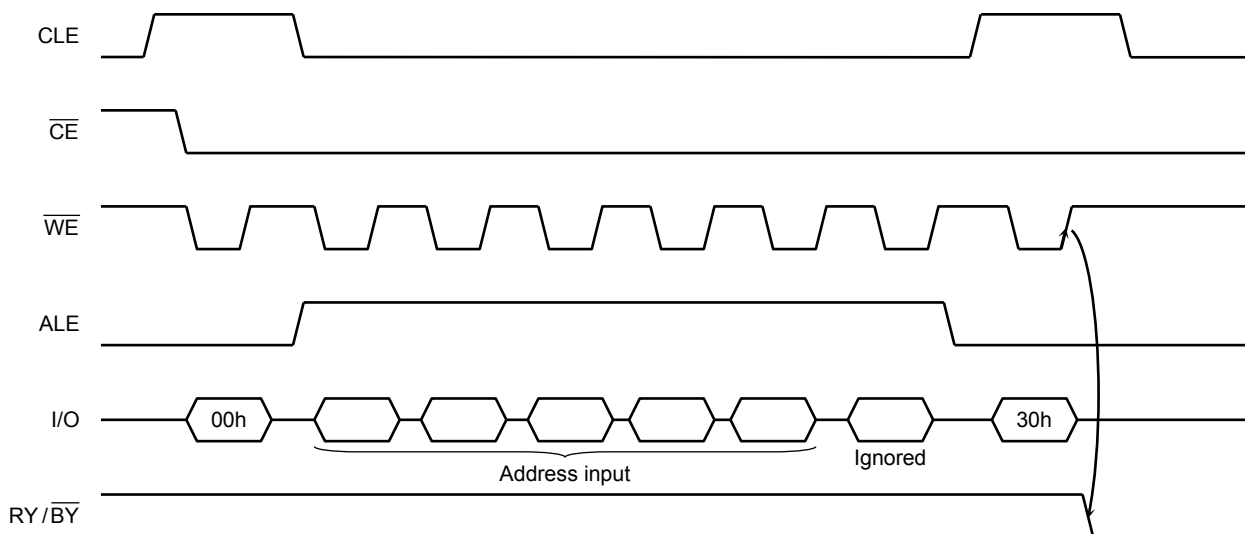 CLE
CE
WE
ALE
I/O
00h
30h
Address input
Ignored
RY/BY